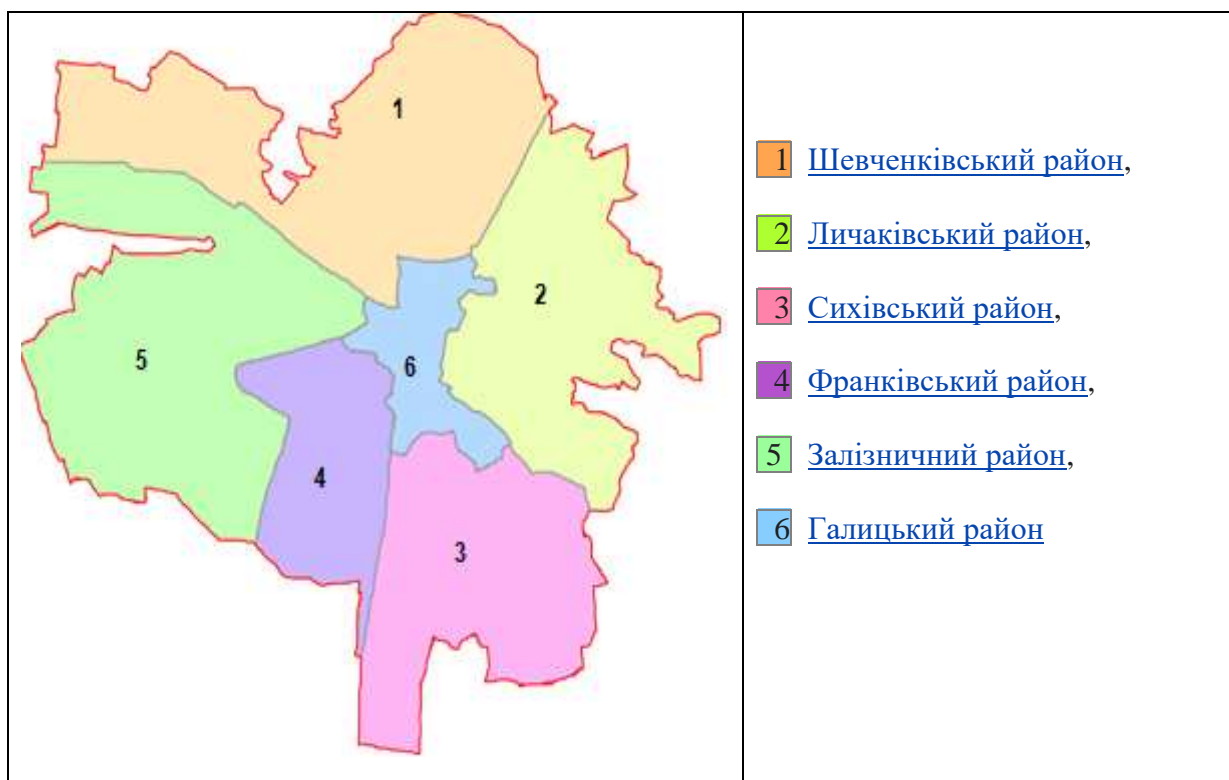 1
2
6
5
4
3
1 Шевченківський район,
2 Личаківський район,
3 Сихівський район,
4 Франківський район,
5 Залізничний район,
6 Галицький район